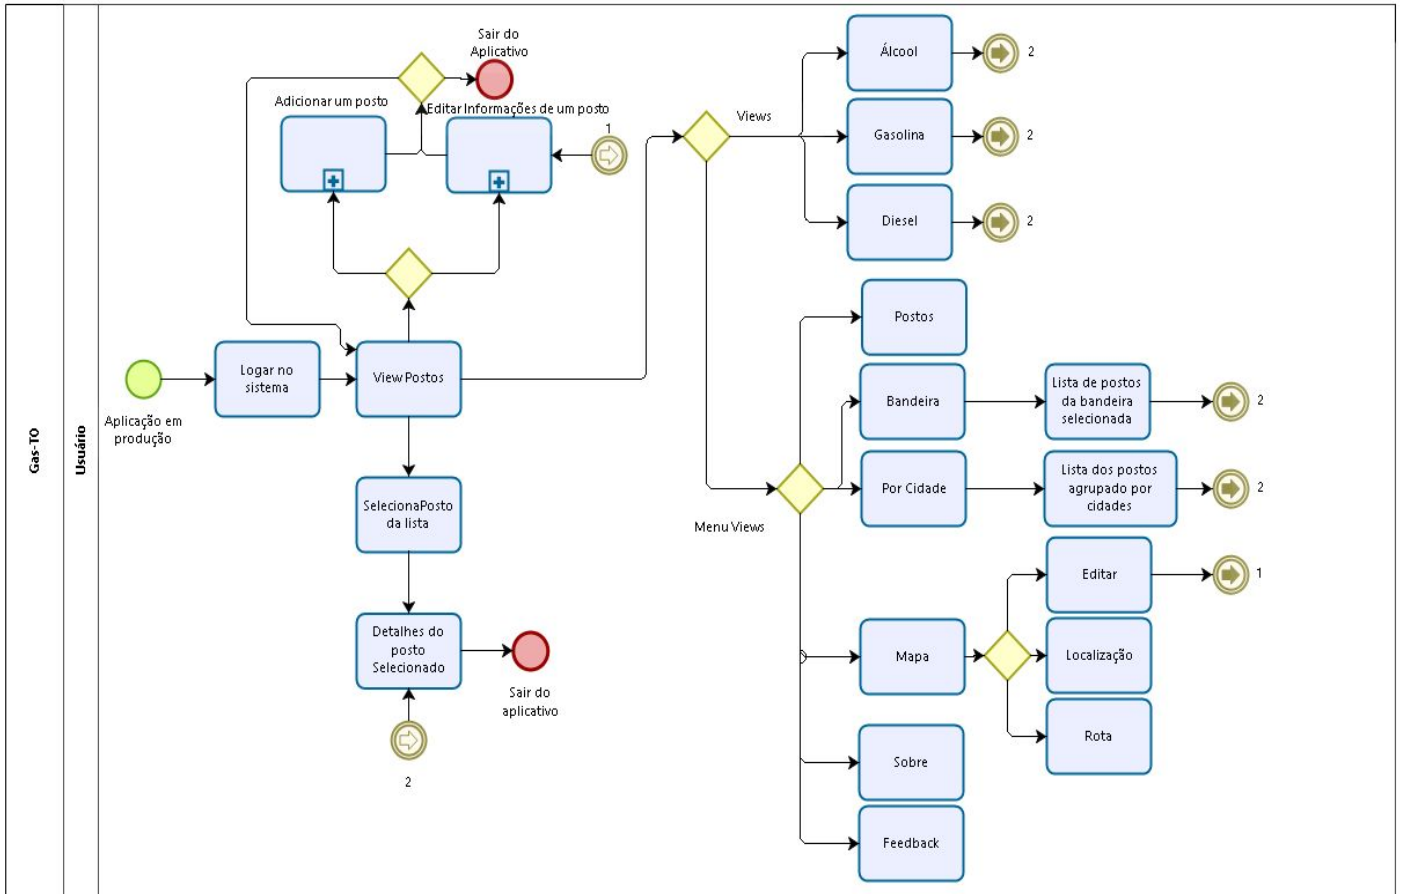 Gas-TO
Usuário
Aplicação em
produção
Logar no
sistema
View Postos
Adicionar um posto
Editar Informações de um posto
1
Sair do
Aplicativo
SelecionaPosto
da lista
Detalhes do
posto
Selecionado
2
Sair do
aplicativo
Views
Álcool
2
Gasolina
2
Diesel
2
Menu Views
Postos
Bandeira
Lista de postos
da bandeira
selecionada
2
Por Cidade
Lista dos postos
agrupado por
cidades
2
Mapa
Editar
1
Localização
Rota
Sobre
Feedback